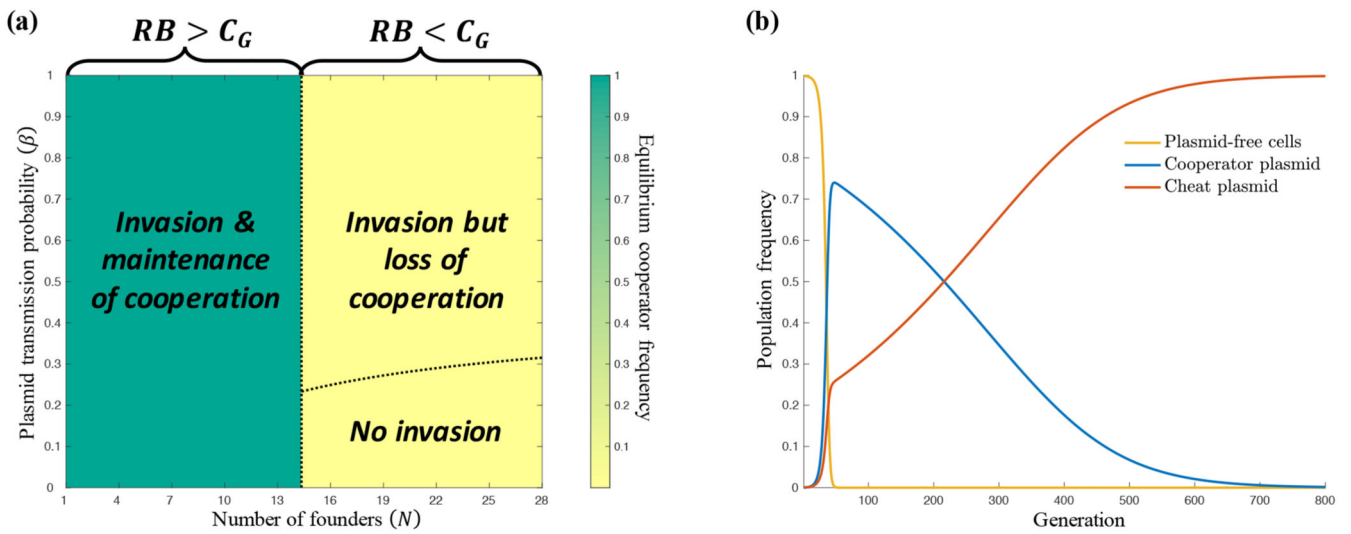 (a)
RB > C_G
RB < C_G
1
0.9
0.8
0.7
0.6
0.5
0.4
0.3
0.2
0.1
0
Plasmid transmission probability (β)
Invasion &
maintenance
of cooperation
Invasion but
loss of
cooperation
No invasion
1 4 7 10 13 16 19 22 25 28
Number of founders (N)
1
0.9
0.8
0.7
0.6
0.5
0.4
0.3
0.2
0.1
Equilibrium cooperator frequency
(b)
1
0.9
0.8
0.7
0.6
0.5
0.4
0.3
0.2
0.1
0
Population frequency
Plasmid-free cells
Cooperator plasmid
Cheat plasmid
100 200 300 400 500 600 700 800
Generation